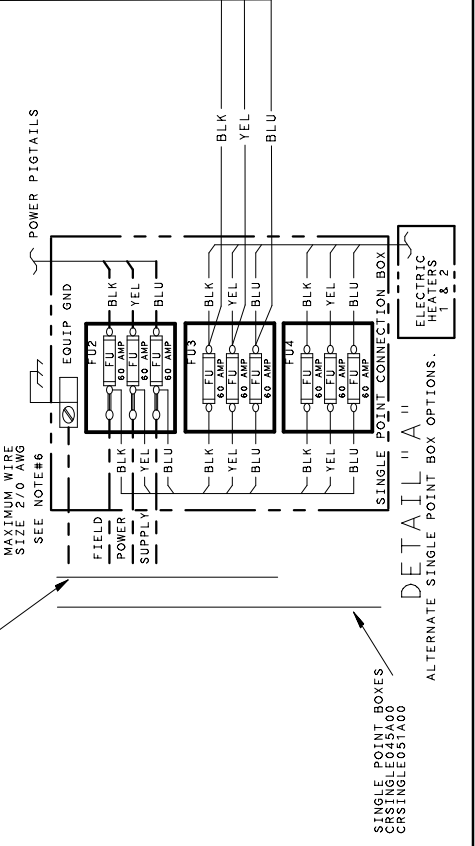 POWER PIGTAILS
EQUIP GND
MAXIMUM WIRE
SIZE 2/0 AWG
SEE NOTE#6
FIELD
POWER
SUPPLY
BLK
YEL
BLU
BLK
YEL
BLU
FU2
FU
60 AMP
FU
60 AMP
FU
60 AMP
BLK
YEL
BLU
BLK
YEL
BLU
FU3
FU
60 AMP
FU
60 AMP
FU
60 AMP
BLK
YEL
BLU
BLK
YEL
BLU
FU4
FU
60 AMP
FU
60 AMP
FU
60 AMP
BLK
YEL
BLU
BLK
YEL
BLU
SINGLE POINT CONNECTION BOX
ELECTRIC
HEATERS
1 & 2
DETAIL "A"
ALTERNATE SINGLE POINT BOX OPTIONS.
SINGLE POINT BOXES
CRSINGLE045A00
CRSINGLE051A00